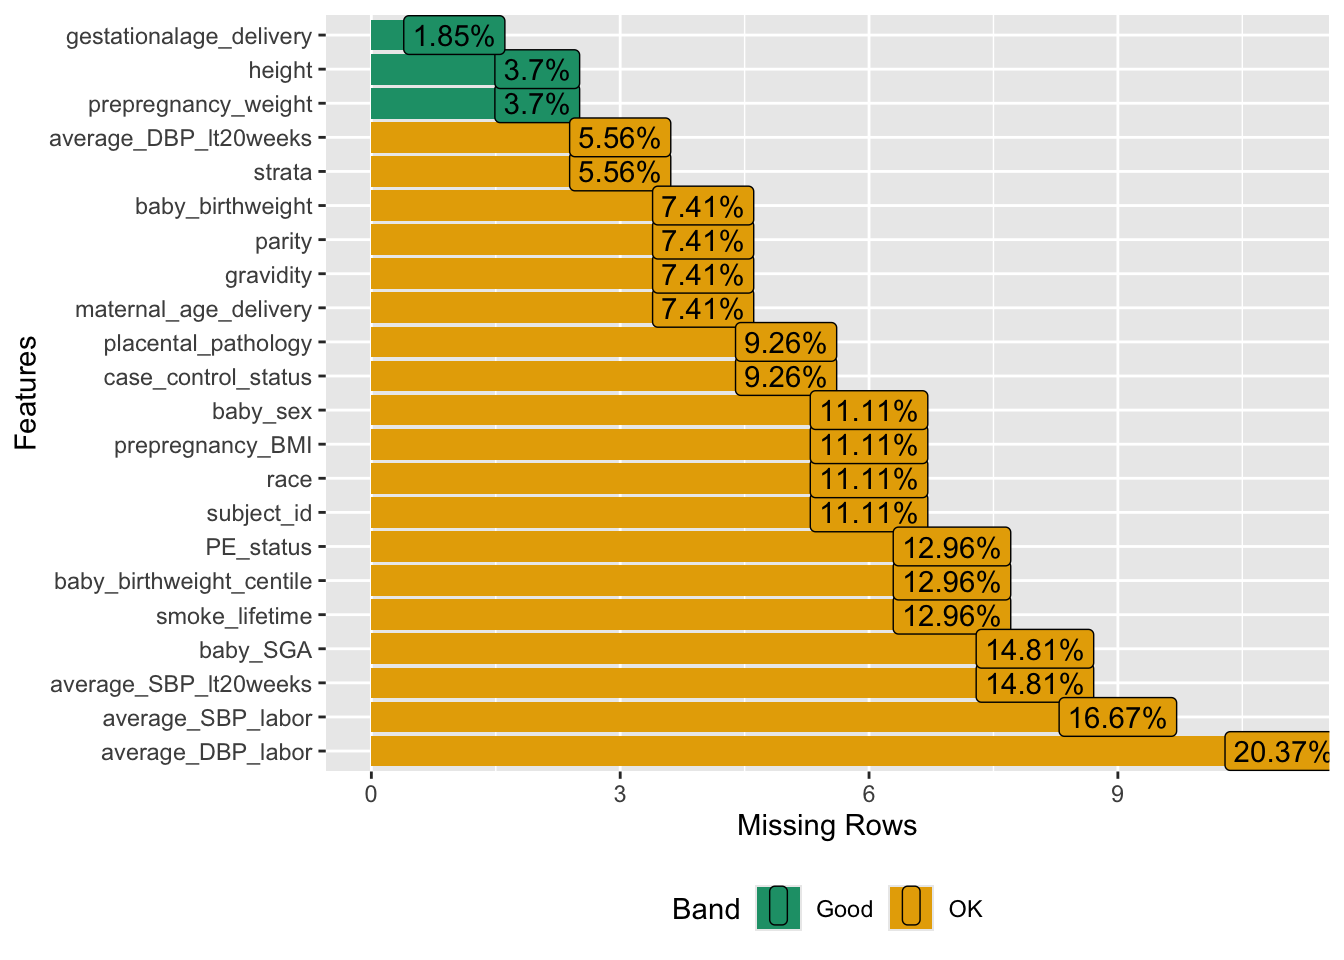 gestationalage_delivery 1.85%
height 3.7%
prepregnancy_weight 3.7%
average_DBP_lt20weeks 5.56%
strata 5.56%
baby_birthweight 7.41%
parity 7.41%
gravidity 7.41%
maternal_age_delivery 7.41%
placental_pathology 9.26%
case_control_status 9.26%
baby_sex 11.11%
prepregnancy_BMI 11.11%
race 11.11%
subject_id 11.11%
PE_status 12.96%
baby_birthweight_centile 12.96%
smoke_lifetime 12.96%
baby_SGA 14.81%
average_SBP_lt20weeks 14.81%
average_SBP_labor 16.67%
average_DBP_labor 20.37%
Features
0 3 6 9
Missing Rows
Band Good OK